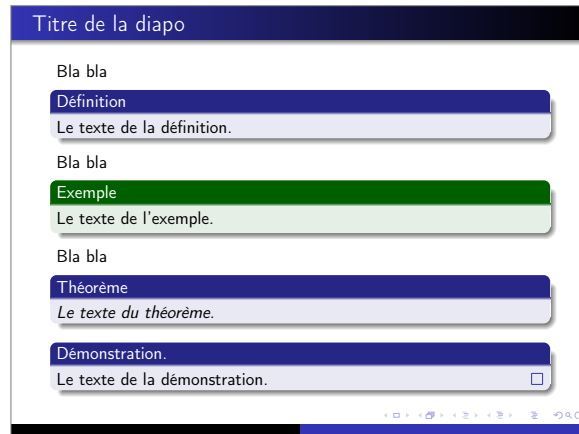 Titre de la diapo
Bla bla
Définition
Le texte de la définition.
Bla bla
Exemple
Le texte de l'exemple.
Bla bla
Théorème
Le texte du théorème.
Démonstration.
Le texte de la démonstration.